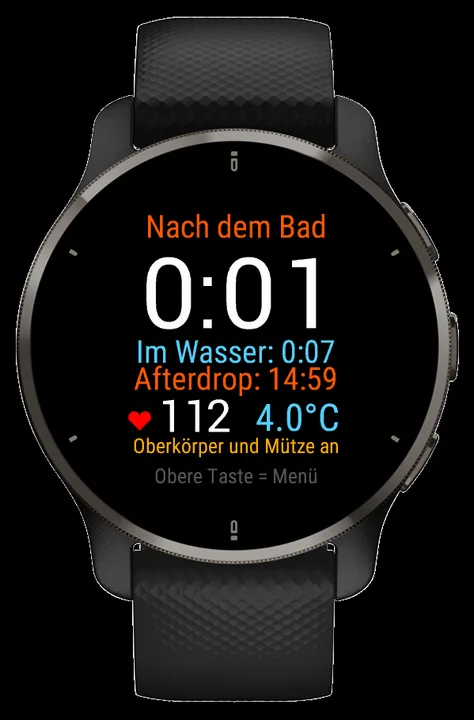 Nach dem Bad
0:01
Im Wasser: 0:07
Afterdrop: 14:59
112 4.0°C
Oberkörper und Mütze an
Obere Taste = Menü